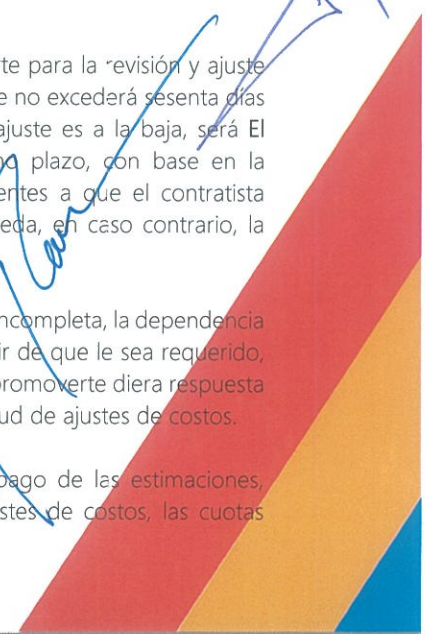 te para la revisión y ajuste
e no excederá sesenta días
ajuste es a la baja, será El
no plazo, con base en la
entes a que el contratista
eda, en caso contrario, la
ncompleta, la dependencia
ir de que le sea requerido,
promoverte diera respuesta
ud de ajustes de costos.
pago de las estimaciones,
stes de costos, las cuotas